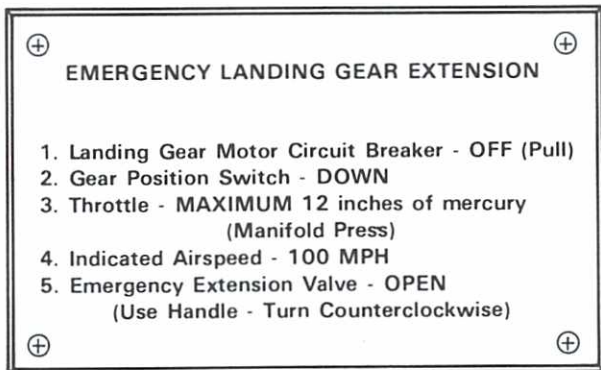 EMERGENCY LANDING GEAR EXTENSION
1. Landing Gear Motor Circuit Breaker - OFF (Pull)
2. Gear Position Switch - DOWN
3. Throttle - MAXIMUM 12 inches of mercury
(Manifold Press)
4. Indicated Airspeed - 100 MPH
5. Emergency Extension Valve - OPEN
(Use Handle - Turn Counterclockwise)